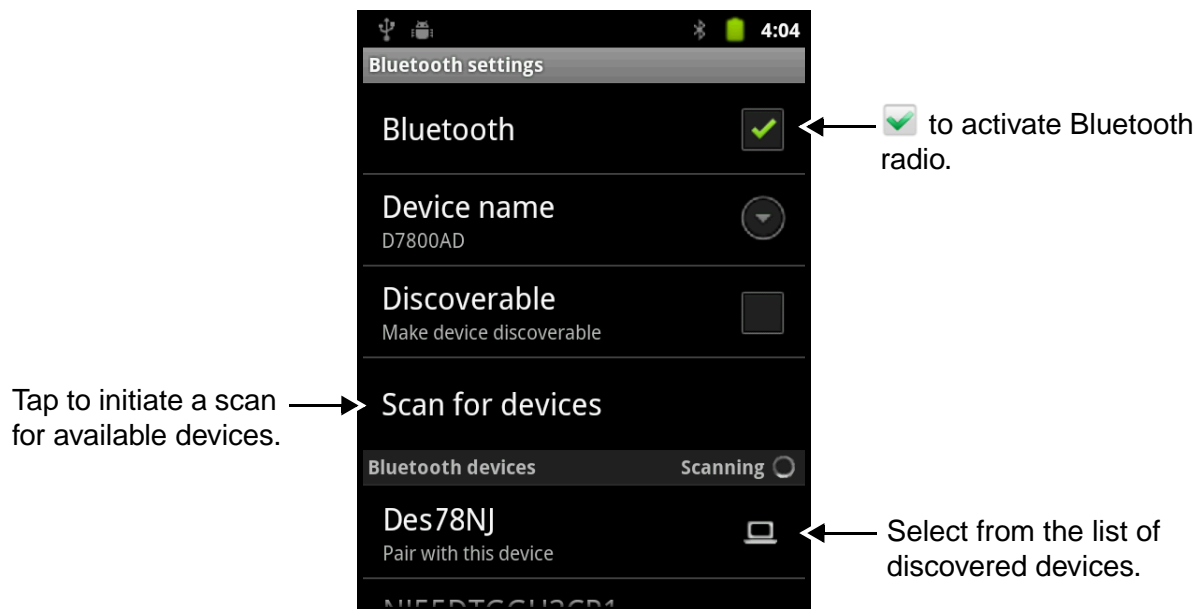 4:04
Bluetooth settings
Bluetooth
to activate Bluetooth
radio.
Device name
D7800AD
Discoverable
Make device discoverable
Tap to initiate a scan
for available devices.
Scan for devices
Bluetooth devices Scanning
Des78NJ
Pair with this device
Select from the list of
discovered devices.